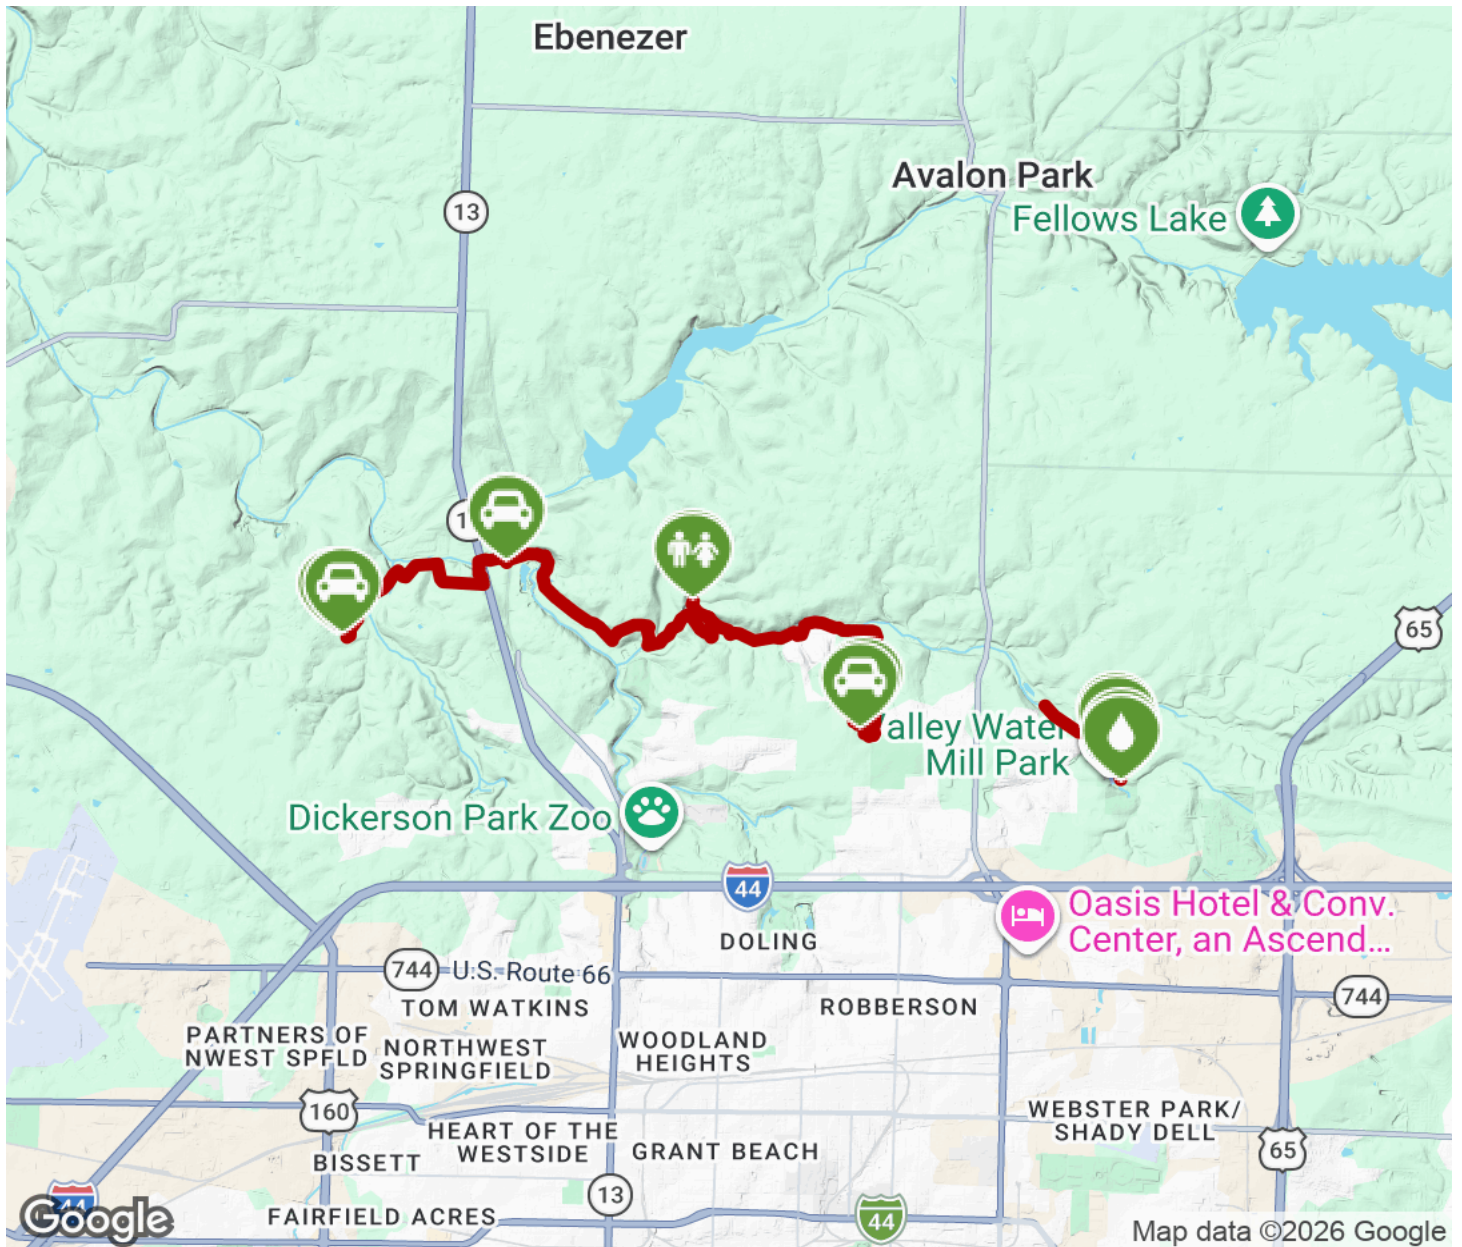 Ebenezer
Avalon Park
Fellows Lake
13
1
65
alley Water
Mill Park
Dickerson Park Zoo
44
Oasis Hotel & Conv.
Center, an Ascend...
DOLING
744
U.S. Route 66
TOM WATKINS
ROBBERSON
744
PARTNERS OF
NWEST SPFLD
NORTHWEST
SPRINGFIELD
WOODLAND
HEIGHTS
160
WEBSTER PARK/
SHADY DELL
HEART OF THE
WESTSIDE
GRANT BEACH
65
BISSETT
13
44
FAIRFIELD ACRES
44
Google
Map data ©2026 Google